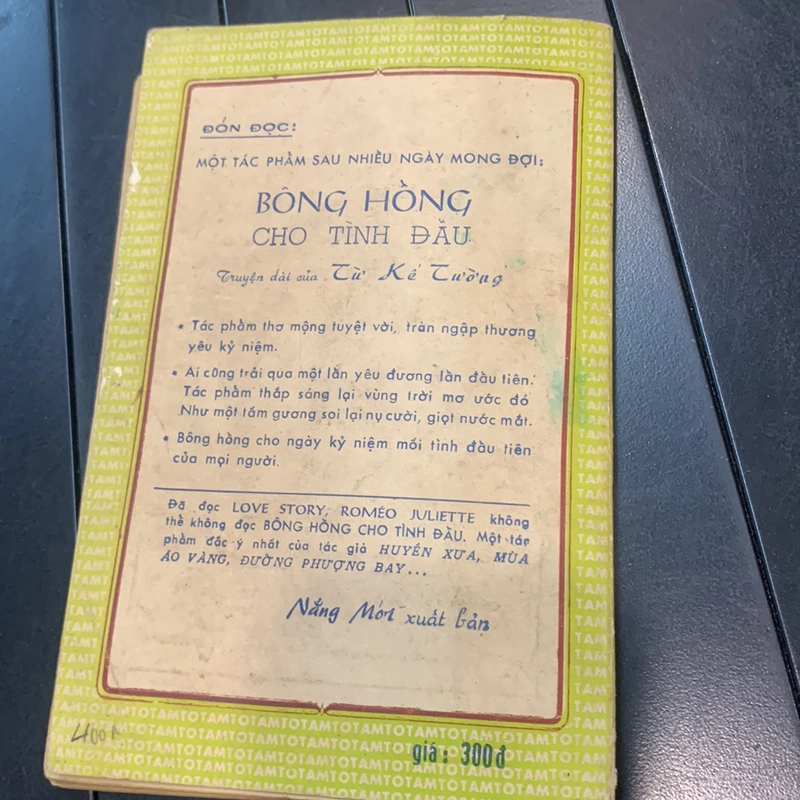 ĐÓN ĐỌC:
MỘT TÁC PHẨM SAU NHIỀU NGÀY MONG ĐỢI:
BÔNG HỒNG
CHO TÌNH ĐẦU
Truyện dài của Từ Kế Tường
* Tác phẩm thơ mộng tuyệt vời, tràn ngập thương
yêu kỷ niệm.
* Ai cũng trải qua một lần yêu đương lần đầu tiên.
Tác phẩm thắp sáng lại vùng trời mơ ước đó
Như một tấm gương soi lại nụ cười, giọt nước mắt.
* Bông hồng cho ngày kỷ niệm mối tình đầu tiên
của mọi người.
Đã đọc LOVE STORY, ROMÉO JULIETTE không
thể không đọc BÔNG HỒNG CHO TÌNH ĐẦU. Một tác
phẩm đắc ý nhất của tác giả HUYỀN XƯA, MÙA
ÁO VÀNG, ĐƯỜNG PHƯỢNG BAY...
Nắng Mới xuất bản
giá: 300đ